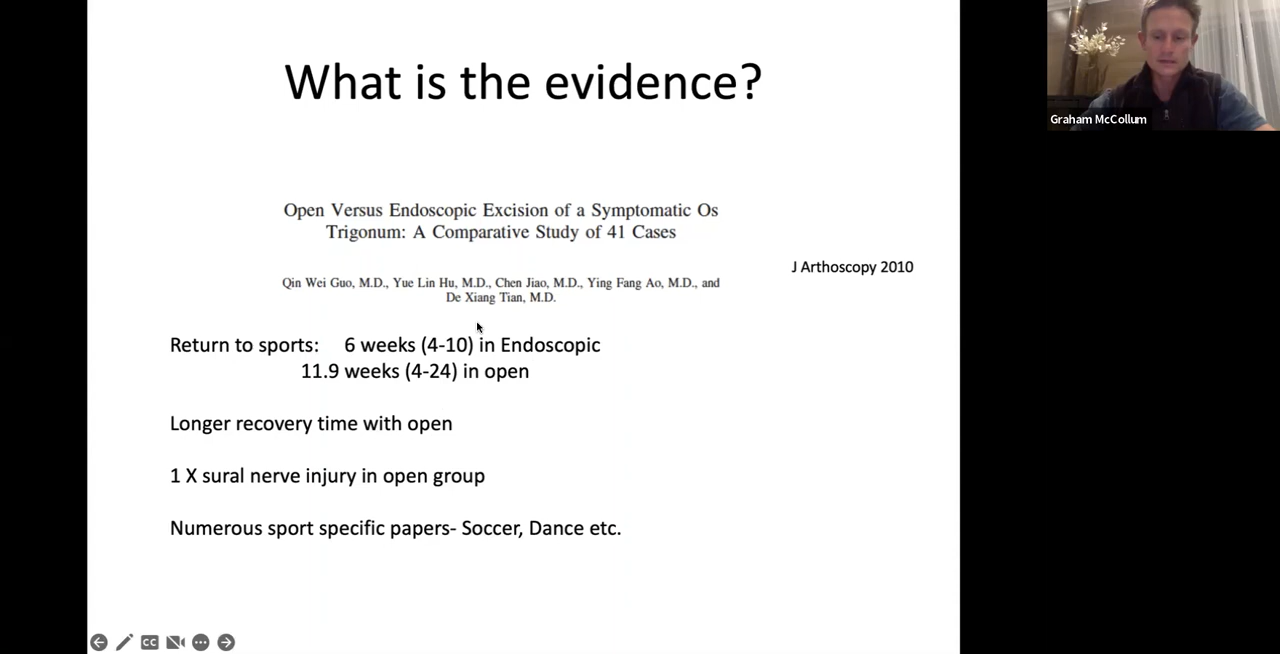 What is the evidence?
Graham McCollum
Open Versus Endoscopic Excision of a Symptomatic Os
Trigonum: A Comparative Study of 41 Cases
J Arthoscopy 2010
Qin Wei Guo, M.D., Yue Lin Hu, M.D., Chen Jiao, M.D., Ying Fang Ao, M.D., and
De Xiang Tian, M.D.
Return to sports: 6 weeks (4-10) in Endoscopic
11.9 weeks (4-24) in open
Longer recovery time with open
1 X sural nerve injury in open group
Numerous sport specific papers- Soccer, Dance etc.
CC